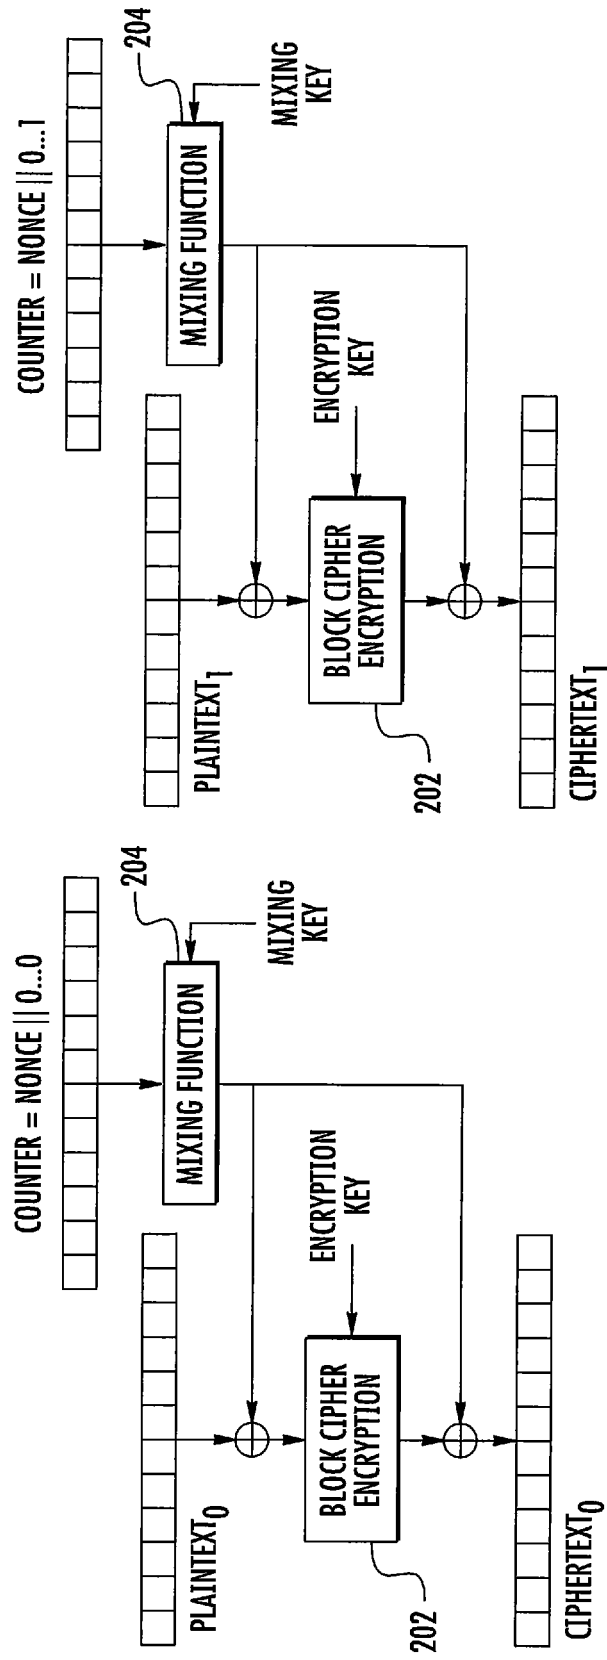 COUNTER = NONCE || 0...0
204
MIXING FUNCTION
MIXING
KEY
PLAINTEXT0
ENCRYPTION
KEY
BLOCK CIPHER
ENCRYPTION
202
CIPHERTEXT0
COUNTER = NONCE || 0...1
204
MIXING FUNCTION
MIXING
KEY
PLAINTEXT1
ENCRYPTION
KEY
BLOCK CIPHER
ENCRYPTION
202
CIPHERTEXT1